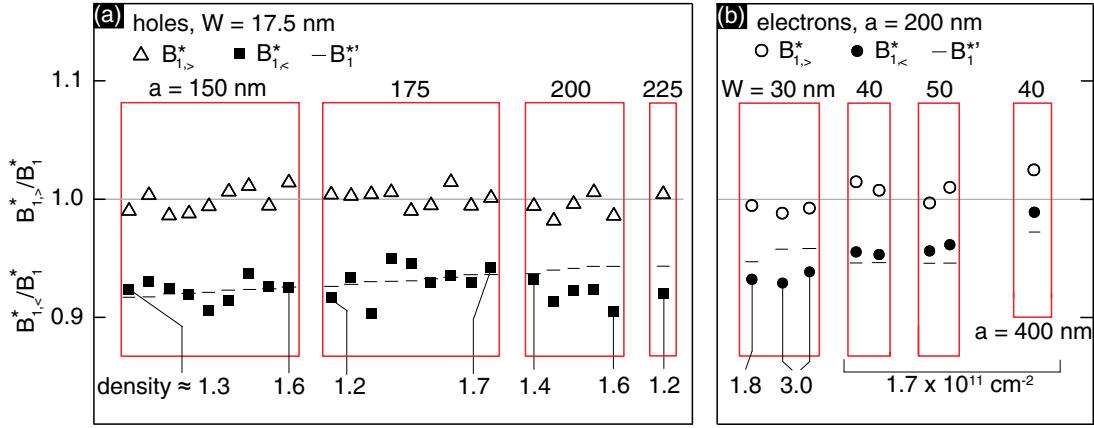 (a) holes, W = 17.5 nm
B*1,> B*1,< – B*'1
a = 150 nm 175 200 225
1.1
1.0
0.9
B*1,>/B*1
B*1,</B*1
density ≈ 1.3 1.6 1.2 1.7 1.4 1.6 1.2
(b) electrons, a = 200 nm
B*1,> B*1,< – B*'1
W = 30 nm 40 50 40
a = 400 nm
1.8 3.0 1.7 x 10¹¹ cm⁻²